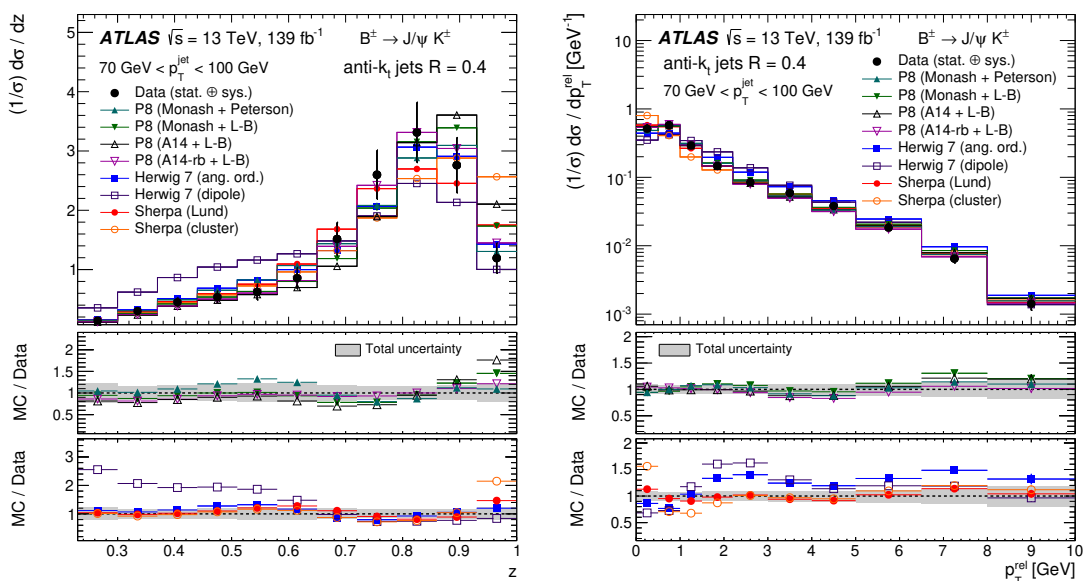 (1/σ) dσ / dz
5
4
3
2
1
ATLAS √s = 13 TeV, 139 fb⁻¹ B± → J/ψ K±
70 GeV < p_T^jet < 100 GeV
anti-k_t jets R = 0.4
Data (stat. ⊕ sys.)
P8 (Monash + Peterson)
P8 (Monash + L-B)
P8 (A14 + L-B)
P8 (A14-rb + L-B)
Herwig 7 (ang. ord.)
Herwig 7 (dipole)
Sherpa (Lund)
Sherpa (cluster)
MC / Data
2
1.5
1
0.5
Total uncertainty
MC / Data
3
2
1
0.3 0.4 0.5 0.6 0.7 0.8 0.9 1
z
(1/σ) dσ / dp_T^rel [GeV⁻¹]
10
1
10⁻¹
10⁻²
10⁻³
ATLAS √s = 13 TeV, 139 fb⁻¹ B± → J/ψ K±
anti-k_t jets R = 0.4
70 GeV < p_T^jet < 100 GeV
Data (stat. ⊕ sys.)
P8 (Monash + Peterson)
P8 (Monash + L-B)
P8 (A14 + L-B)
P8 (A14-rb + L-B)
Herwig 7 (ang. ord.)
Herwig 7 (dipole)
Sherpa (Lund)
Sherpa (cluster)
MC / Data
2
1.5
1
0.5
Total uncertainty
MC / Data
2
1.5
1
0.5
0 1 2 3 4 5 6 7 8 9 10
p_T^rel [GeV]